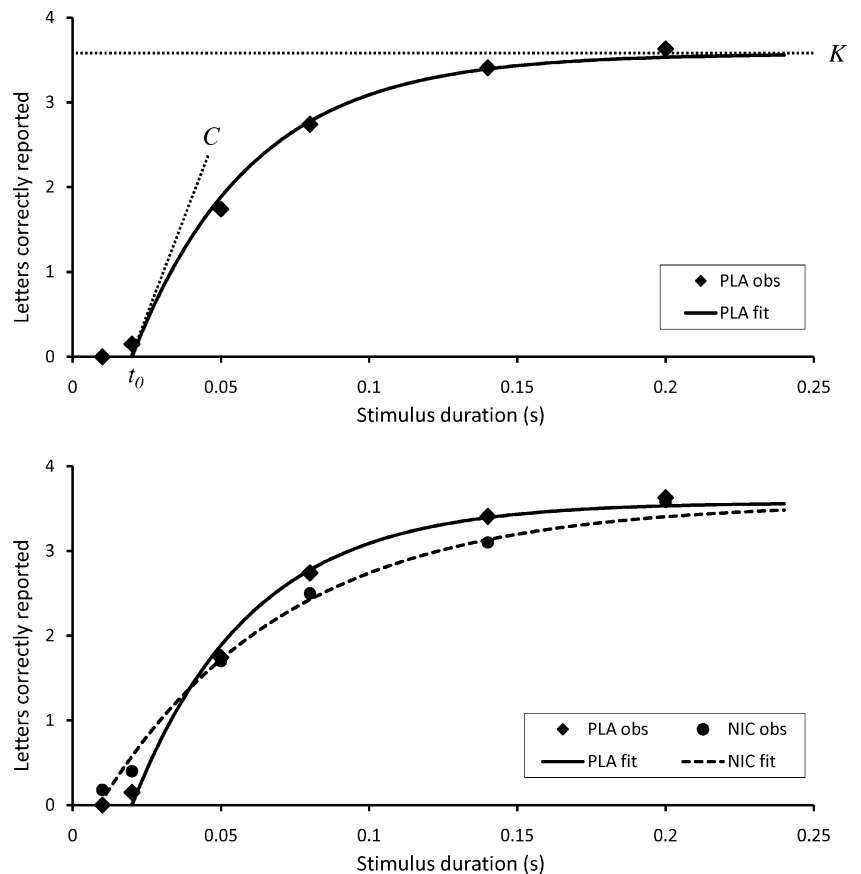 4
K
3
C
2
Letters correctly reported
1
PLA obs
PLA fit
0
0 0.05 0.1 0.15 0.2 0.25
t0
Stimulus duration (s)
4
3
2
Letters correctly reported
1
PLA obs NIC obs
PLA fit NIC fit
0
0 0.05 0.1 0.15 0.2 0.25
Stimulus duration (s)